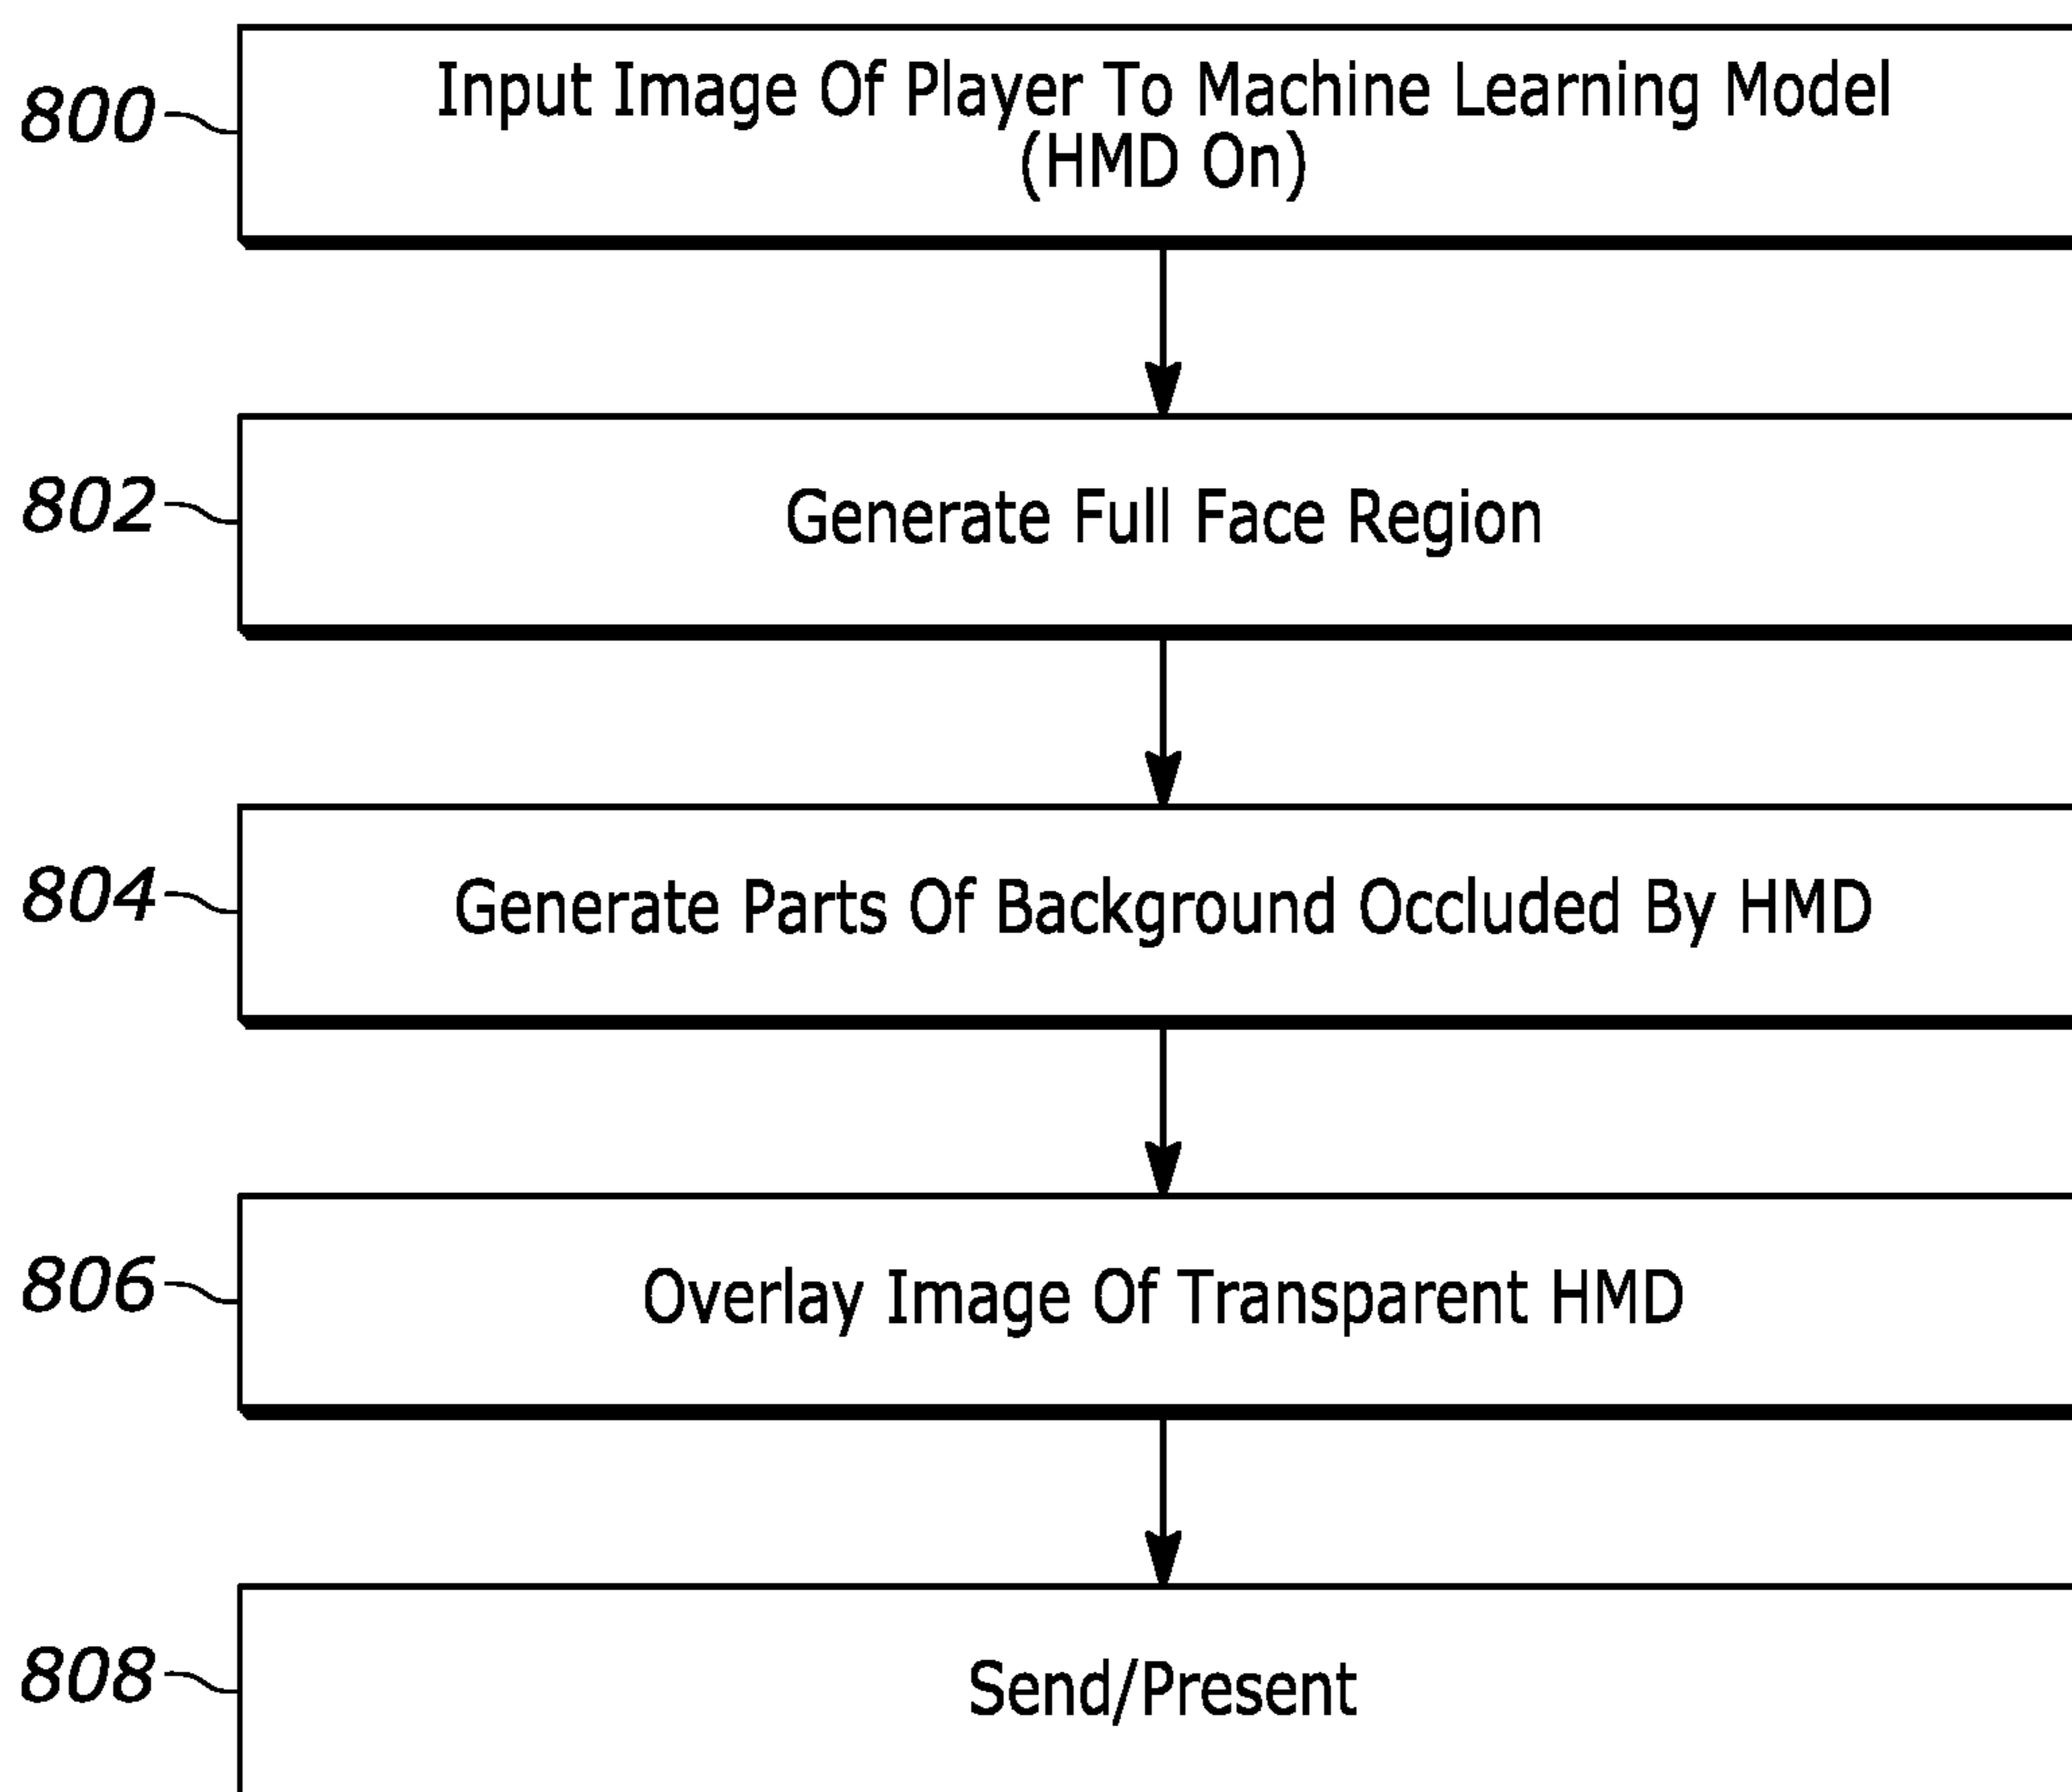 800
Input Image Of Player To Machine Learning Model
(HMD On)
802
Generate Full Face Region
804
Generate Parts Of Background Occluded By HMD
806
Overlay Image Of Transparent HMD
808
Send/Present